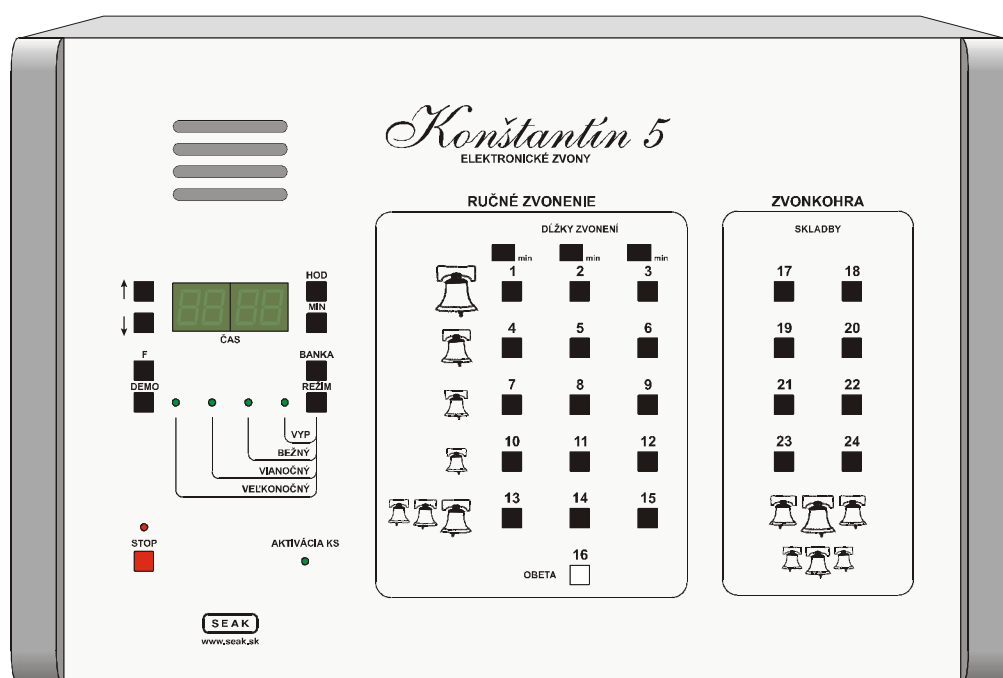 Konštantín 5
ELEKTRONICKÉ ZVONY
HOD
MIN
ČAS
F
BANKA
DEMO
REŽIM
VYP
BEŽNÝ
VIANOČNÝ
VEĽKONOČNÝ
STOP
AKTIVÁCIA KS
SEAK
www.seak.sk
RUČNÉ ZVONENIE
DĹŽKY ZVONENÍ
min min min
1 2 3
4 5 6
7 8 9
10 11 12
13 14 15
16
OBETA
ZVONKOHRA
SKLADBY
17 18
19 20
21 22
23 24